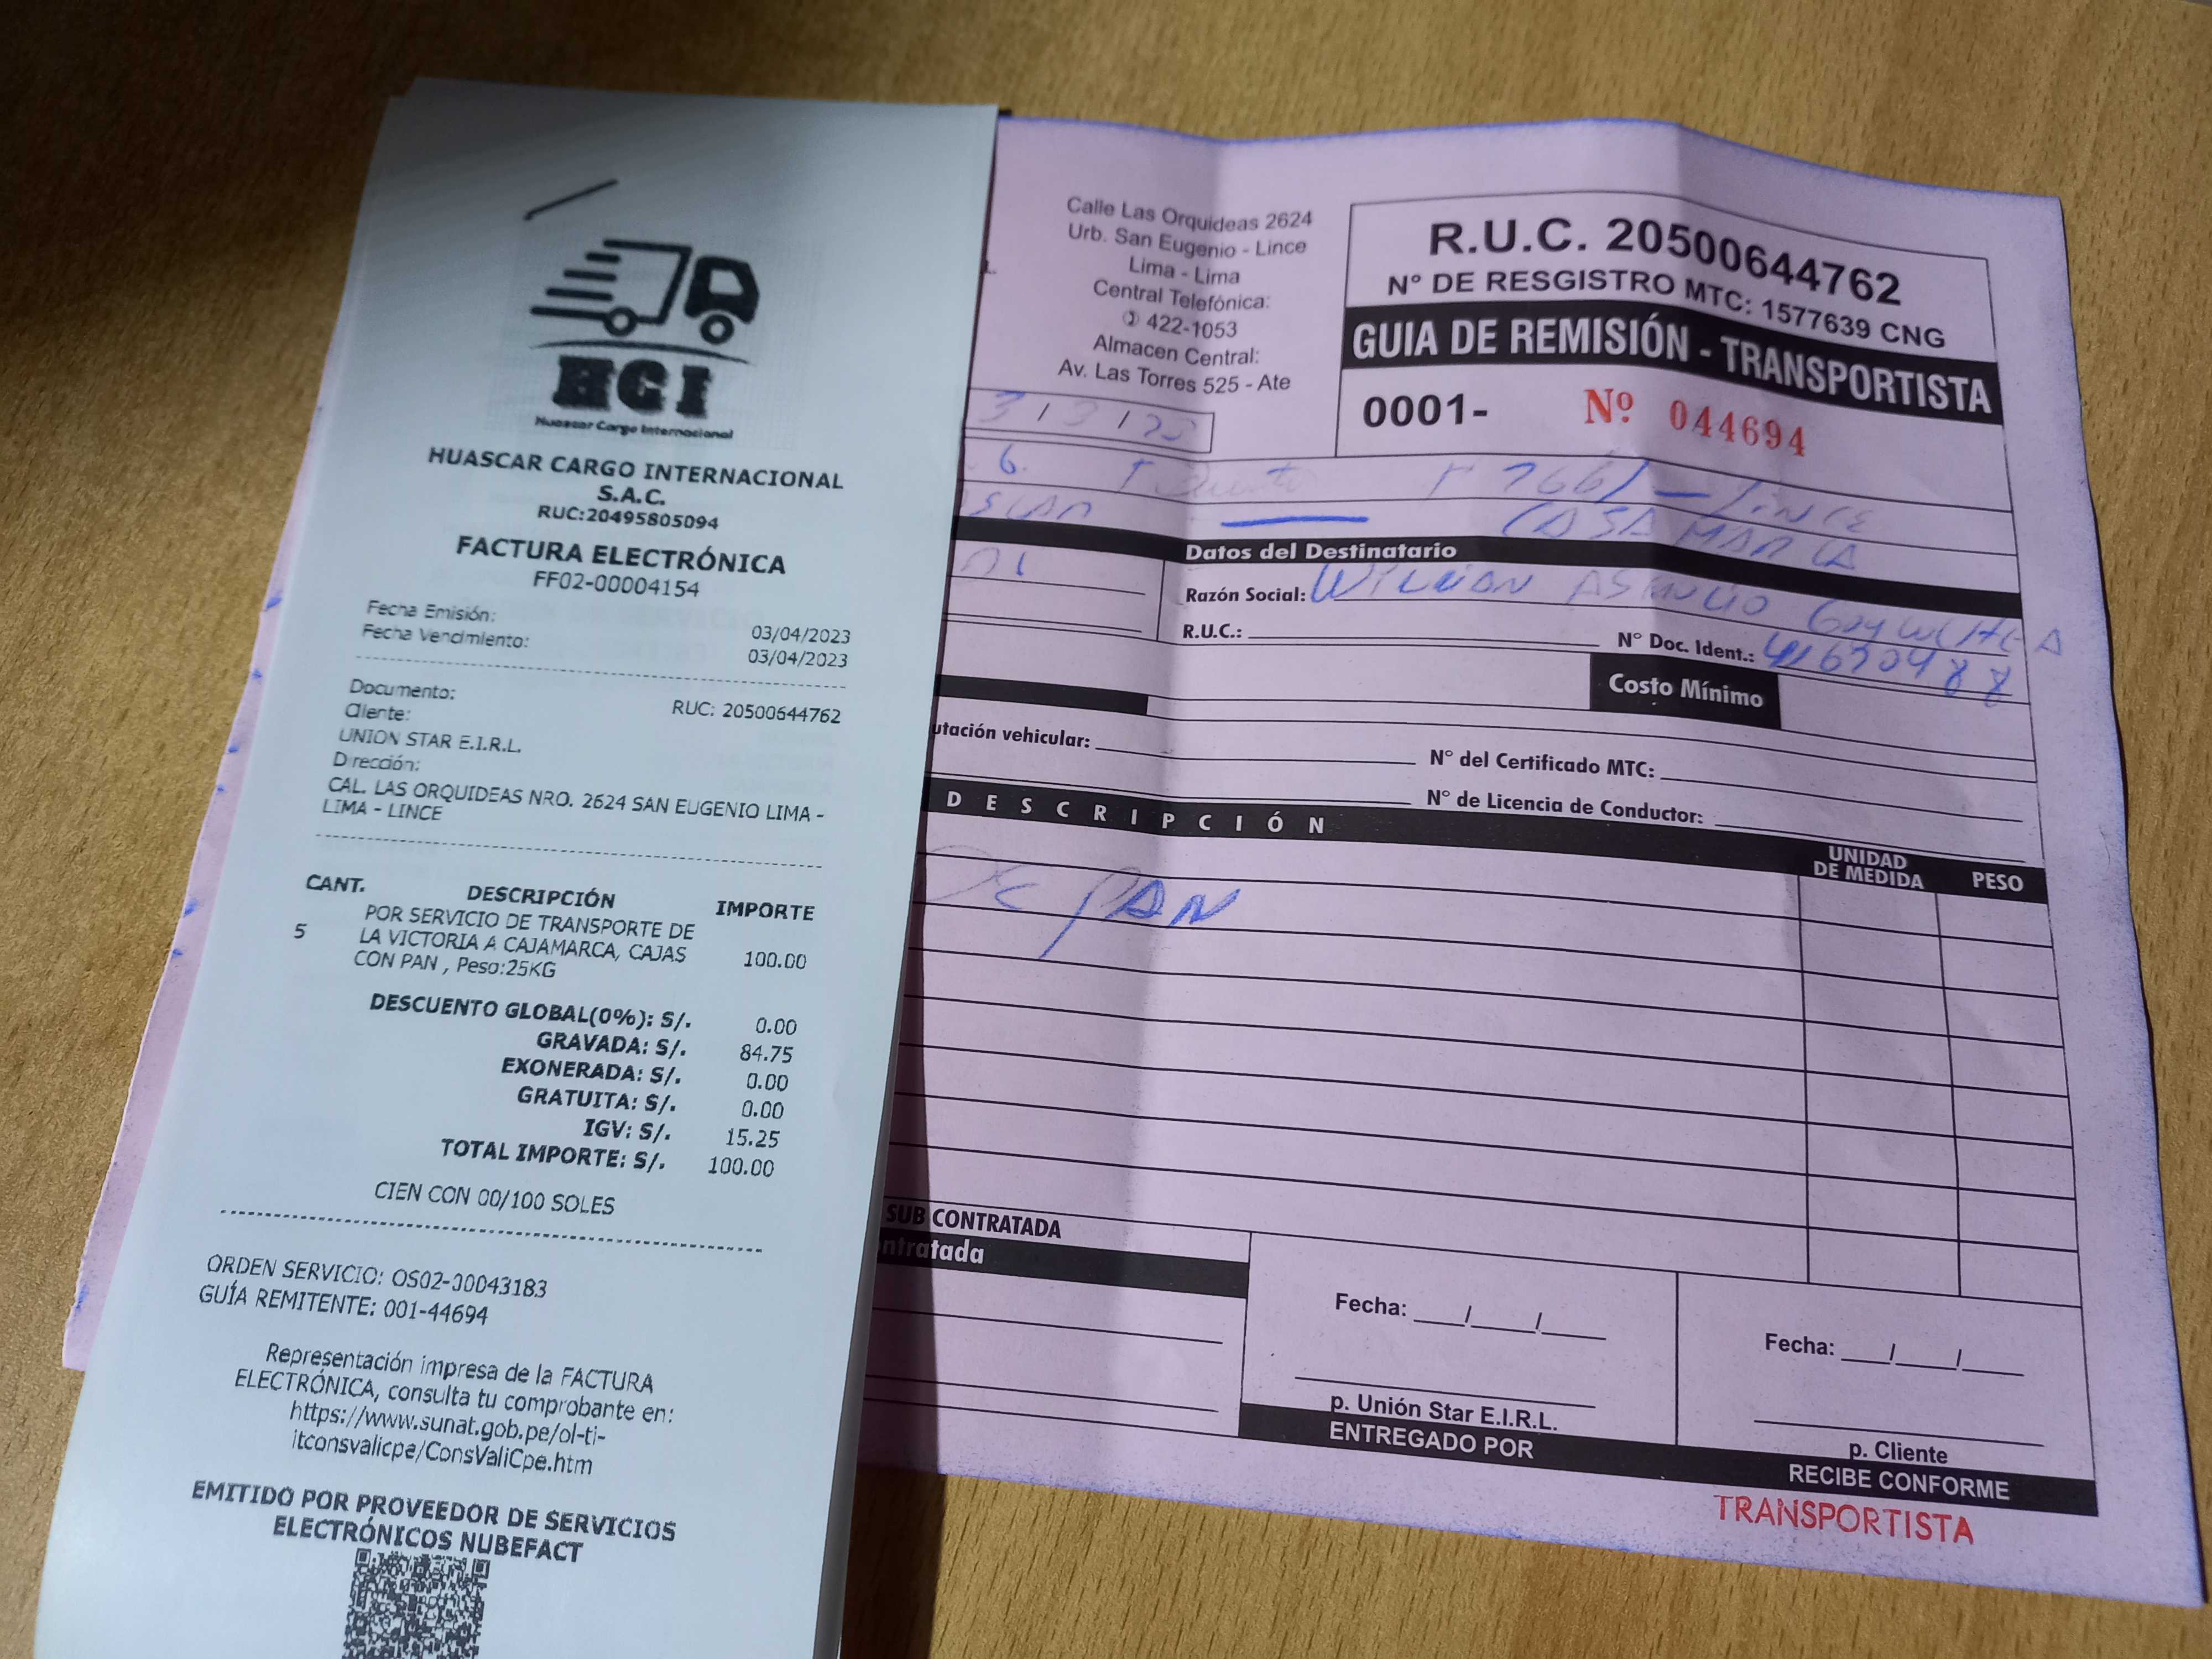 HCI
Huascar Cargo Internacional
HUASCAR CARGO INTERNACIONAL
S.A.C.
RUC:20495805094
FACTURA ELECTRÓNICA
FF02-00004154
Fecha Emisión: 03/04/2023
Fecha Vencimiento: 03/04/2023
Documento: RUC: 20500644762
Cliente:
UNION STAR E.I.R.L.
Dirección:
CAL. LAS ORQUIDEAS NRO. 2624 SAN EUGENIO LIMA -
LIMA - LINCE
CANT. DESCRIPCIÓN IMPORTE
POR SERVICIO DE TRANSPORTE DE
5 LA VICTORIA A CAJAMARCA, CAJAS 100.00
CON PAN , Peso:25KG
DESCUENTO GLOBAL(0%): S/. 0.00
GRAVADA: S/. 84.75
EXONERADA: S/. 0.00
GRATUITA: S/. 0.00
IGV: S/. 15.25
TOTAL IMPORTE: S/. 100.00
CIEN CON 00/100 SOLES
ORDEN SERVICIO: OS02-00043183
GUÍA REMITENTE: 001-44694
Representación impresa de la FACTURA
ELECTRÓNICA, consulta tu comprobante en:
https://www.sunat.gob.pe/ol-ti-
itconsvalicpe/ConsValiCpe.htm
EMITIDO POR PROVEEDOR DE SERVICIOS
ELECTRÓNICOS NUBEFACT
Calle Las Orquideas 2624
Urb. San Eugenio - Lince
Lima - Lima
Central Telefónica:
422-1053
Almacen Central:
Av. Las Torres 525 - Ate
R.U.C. 20500644762
N° DE RESGISTRO MTC: 1577639 CNG
GUIA DE REMISIÓN - TRANSPORTISTA
0001- Nº 044694
3/3/
766 Lince
Datos del Destinatario
Razón Social:
R.U.C.: N° Doc. Ident.: 41690488
Costo Mínimo
utación vehicular: N° del Certificado MTC:
N° de Licencia de Conductor:
DESCRIPCIÓN UNIDAD DE MEDIDA PESO
DE PAN
SUB CONTRATADA
ntratada
Fecha: / / Fecha: / /
p. Unión Star E.I.R.L. p. Cliente
ENTREGADO POR RECIBE CONFORME
TRANSPORTISTA